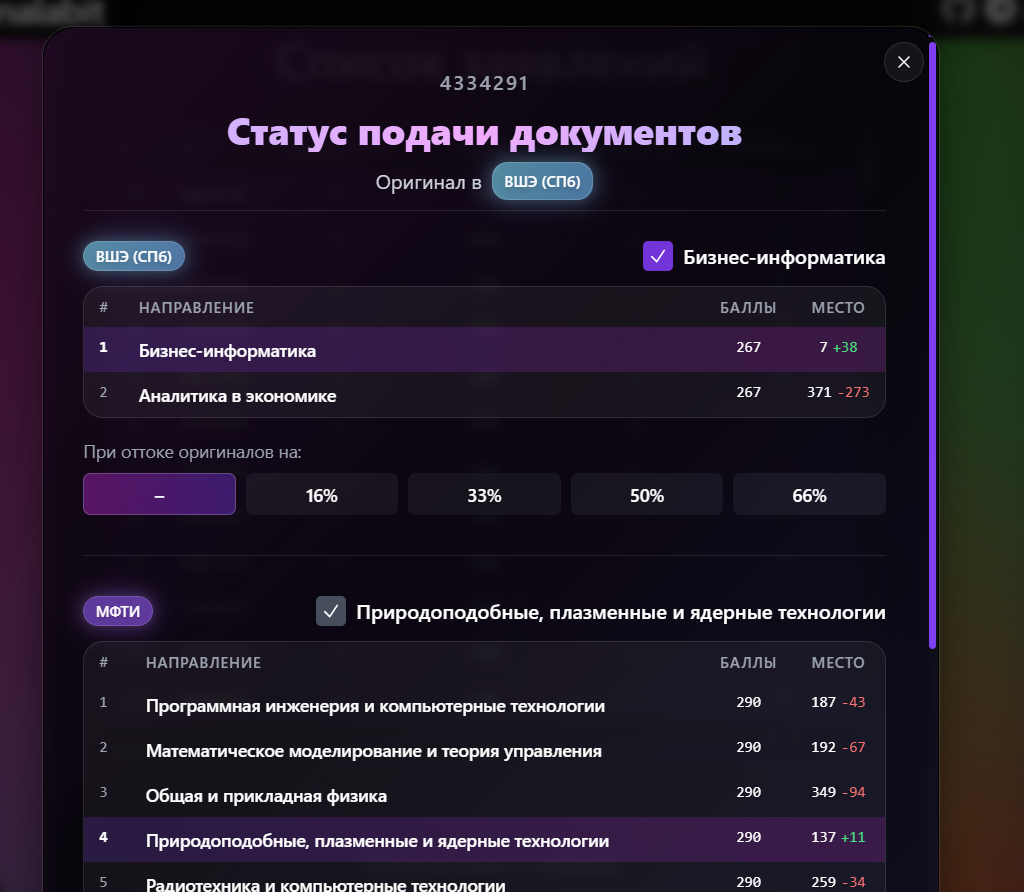 nalabit
Список заявлений
4334291
Статус подачи документов
Оригинал в ВШЭ (СПб)
ВШЭ (СПб) Бизнес-информатика
# НАПРАВЛЕНИЕ БАЛЛЫ МЕСТО
1 Бизнес-информатика 267 7 +38
2 Аналитика в экономике 267 371 -273
При оттоке оригиналов на:
– 16% 33% 50% 66%
МФТИ Природоподобные, плазменные и ядерные технологии
# НАПРАВЛЕНИЕ БАЛЛЫ МЕСТО
1 Программная инженерия и компьютерные технологии 290 187 -43
2 Математическое моделирование и теория управления 290 192 -67
3 Общая и прикладная физика 290 349 -94
4 Природоподобные, плазменные и ядерные технологии 290 137 +11
5 Радиотехника и компьютерные технологии 290 259 -34